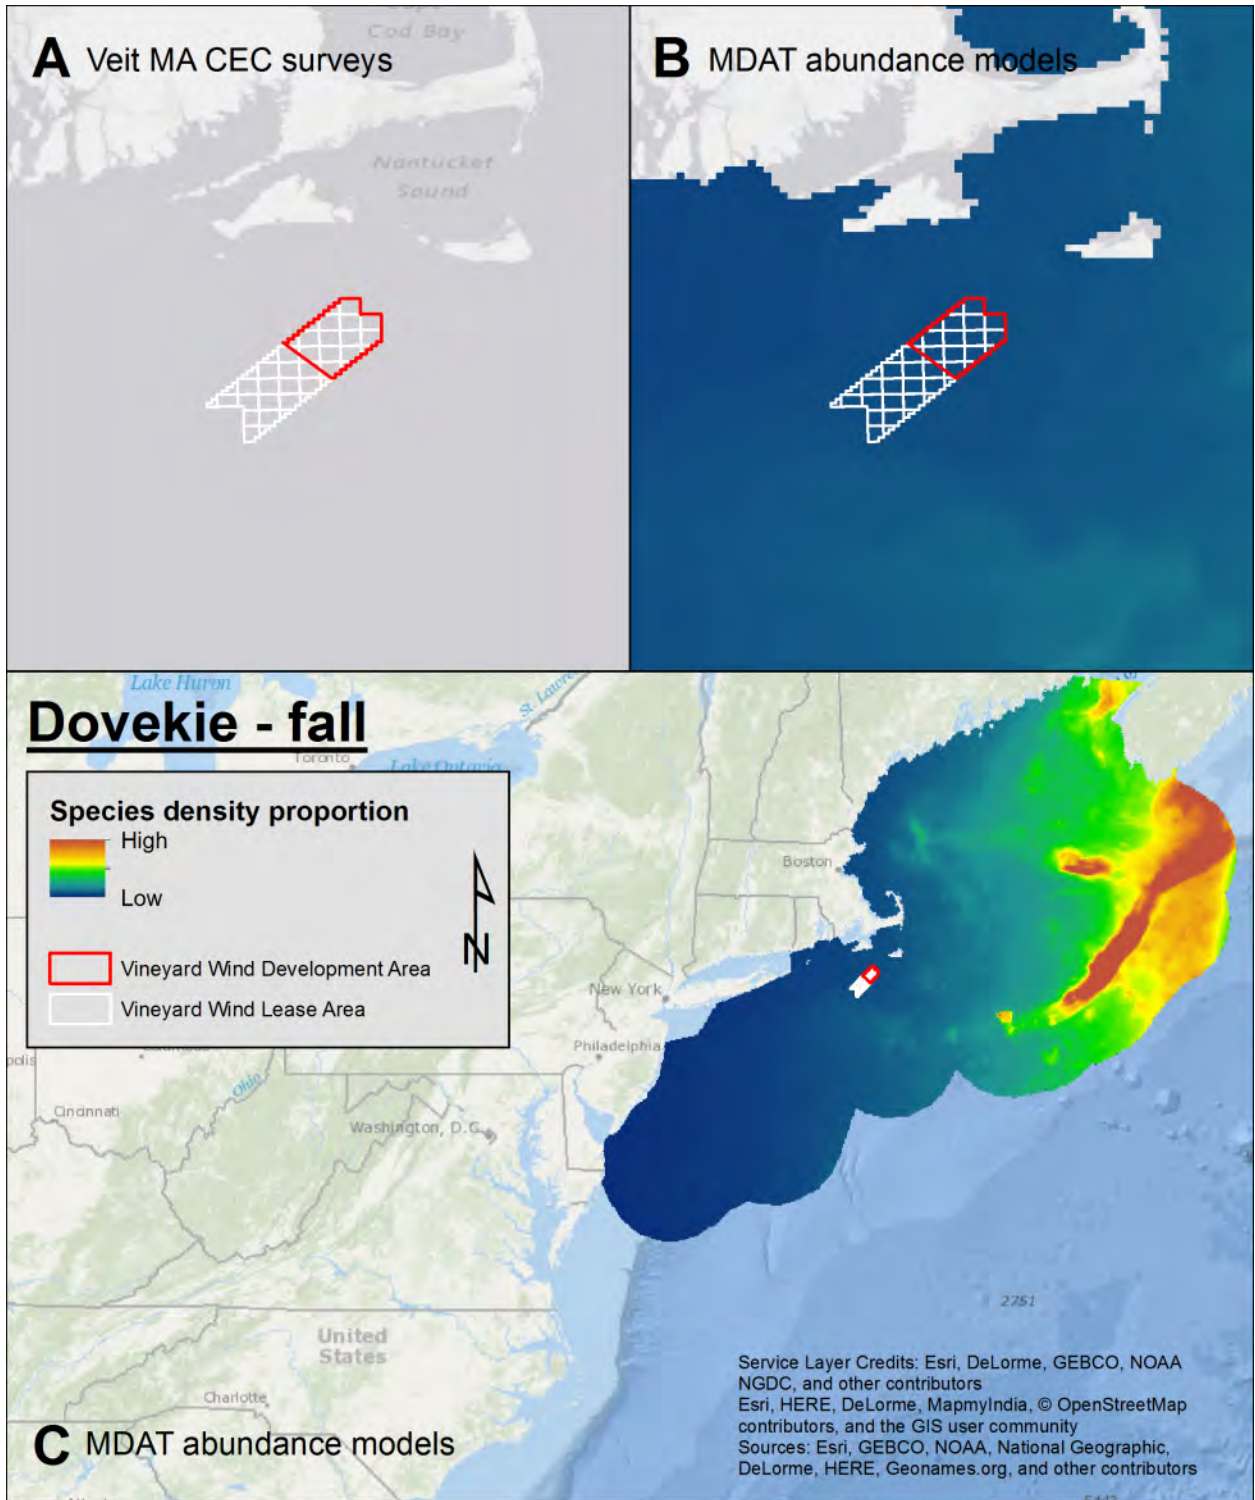 Cod Bay
A Veit MA CEC surveys
Nantucket
Sound
B MDAT abundance models
Lake Huron
Dovekie - fall
Toronto
Lake Ontario
Species density proportion
High
Low
N
Vineyard Wind Development Area
Vineyard Wind Lease Area
Boston
New York
Philadelphia
Ohio
Cincinnati
Washington, D.C.
2751
United
States
Charlotte
C MDAT abundance models
Service Layer Credits: Esri, DeLorme, GEBCO, NOAA
NGDC, and other contributors
Esri, HERE, DeLorme, MapmyIndia, © OpenStreetMap
contributors, and the GIS user community
Sources: Esri, GEBCO, NOAA, National Geographic,
DeLorme, HERE, Geonames.org, and other contributors